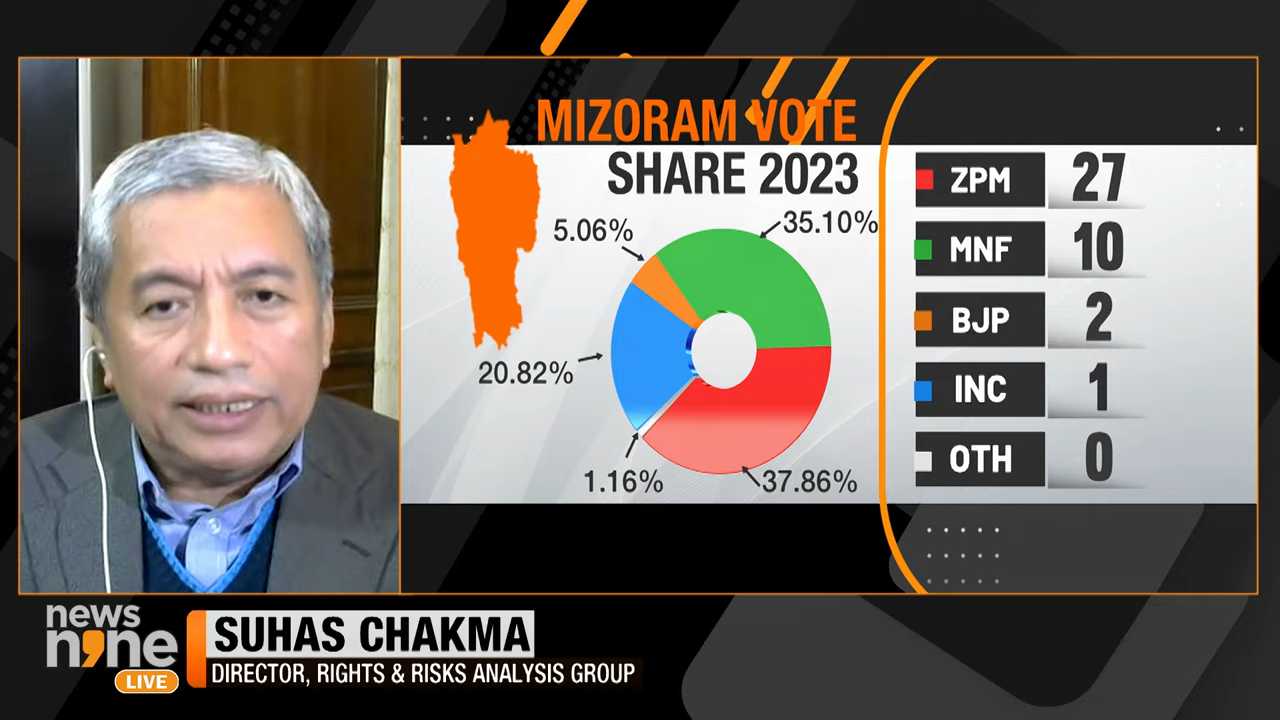 MIZORAM VOTE
SHARE 2023
5.06%
35.10%
20.82%
1.16%
37.86%
ZPM 27
MNF 10
BJP 2
INC 1
OTH 0
news
nine
LIVE
SUHAS CHAKMA
DIRECTOR, RIGHTS & RISKS ANALYSIS GROUP